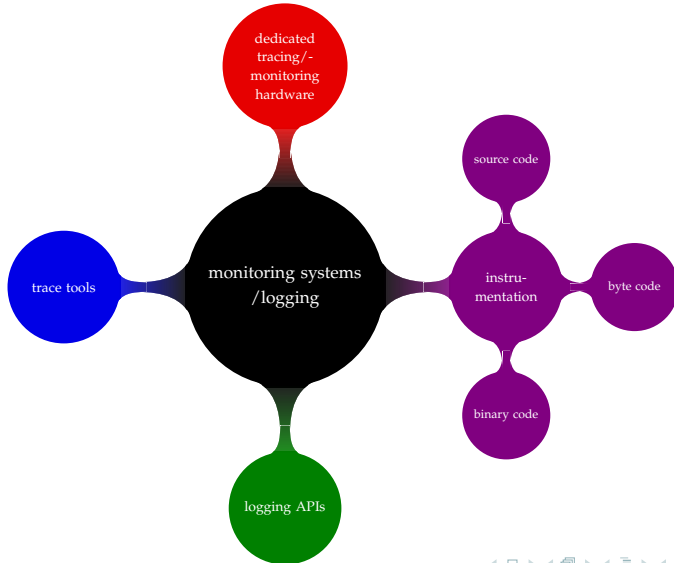 dedicated
tracing/-
monitoring
hardware
source code
monitoring systems
/logging
trace tools
instru-
mentation
byte code
binary code
logging APIs